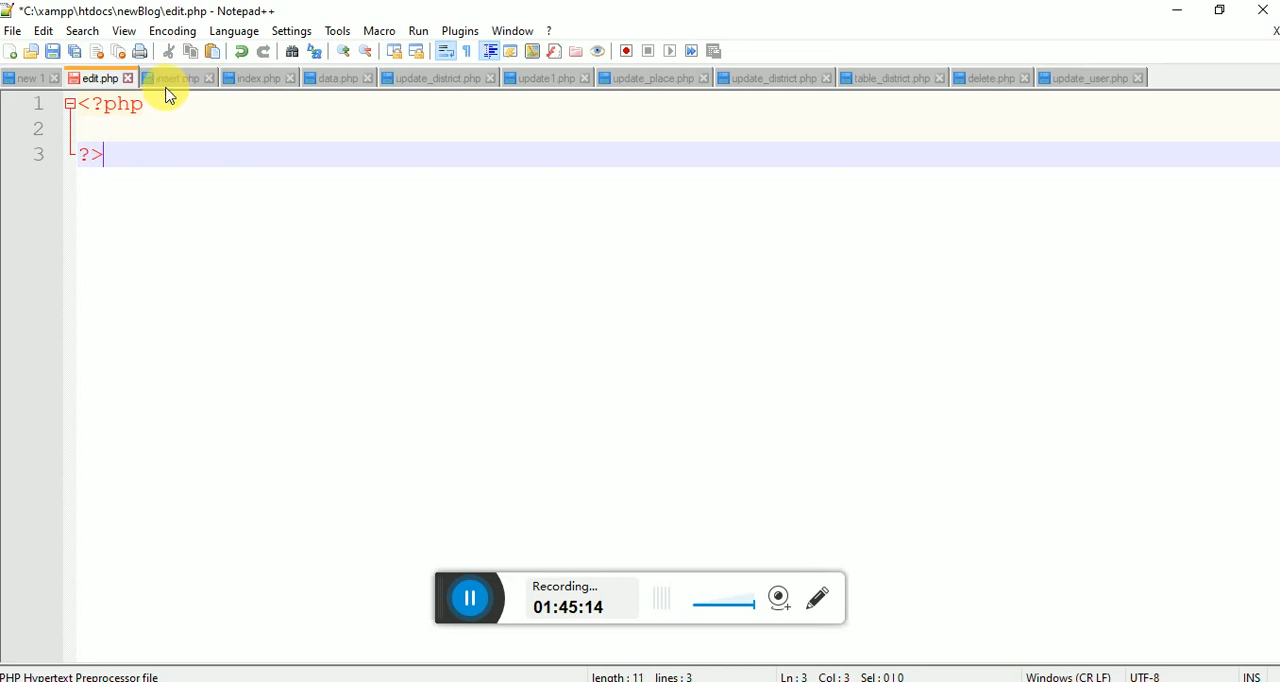 *C:\xampp\htdocs\newBlog\edit.php - Notepad++
File Edit Search View Encoding Language Settings Tools Macro Run Plugins Window ? X
new 1 edit.php insert.php index.php data.php update_district.php update1.php update_place.php update_district.php table_district.php delete.php update_user.php
1 <?php
2
3 ?>
Recording...
01:45:14
PHP Hypertext Preprocessor file length : 11 lines : 3 Ln : 3 Col : 3 Sel : 0 | 0 Windows (CR LF) UTF-8 INS